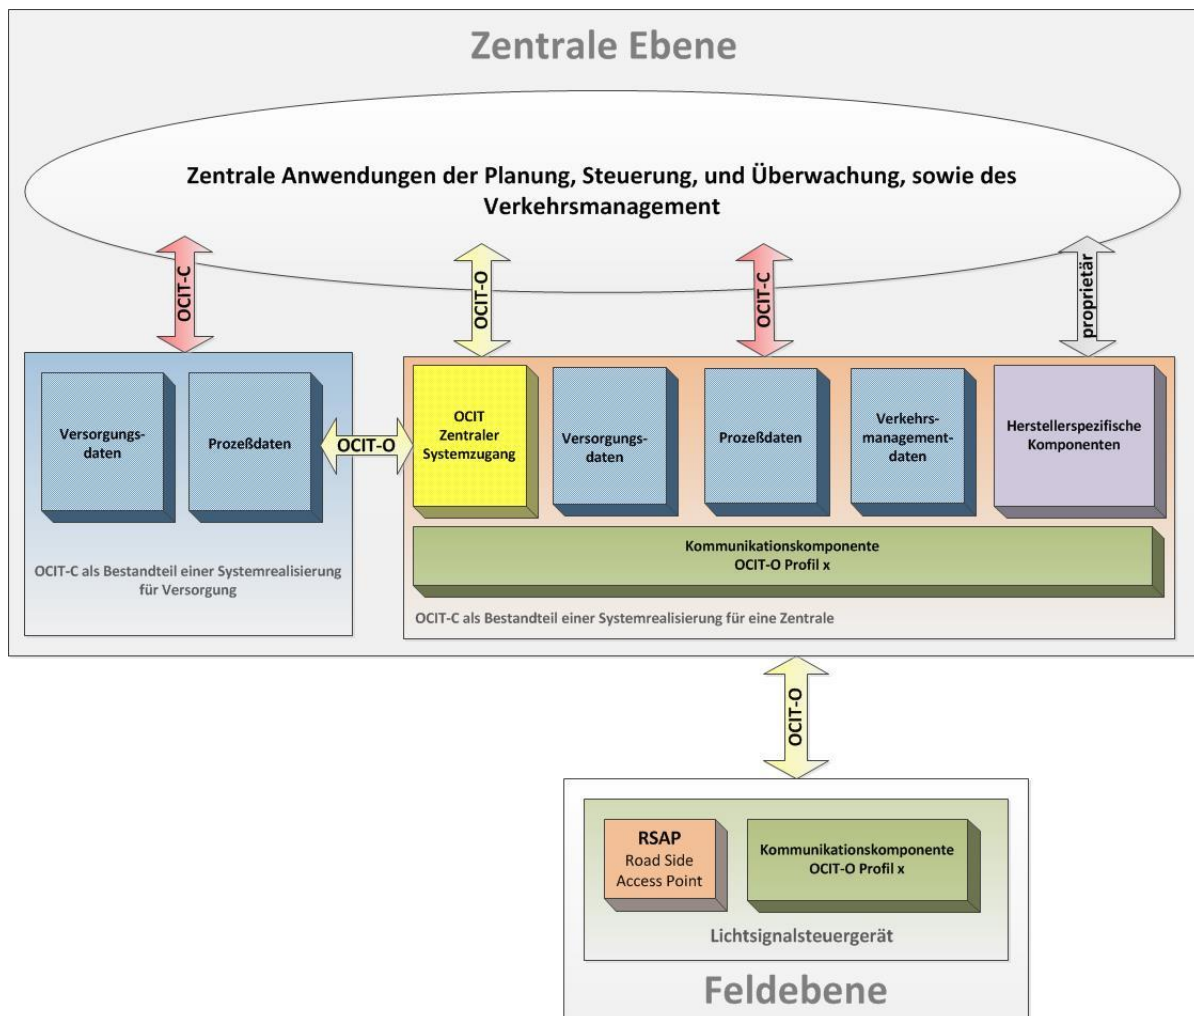 Zentrale Ebene
Zentrale Anwendungen der Planung, Steuerung, und Überwachung, sowie des
Verkehrsmanagement
OCIT-C
OCIT-O
OCIT-C
proprietär
Versorgungs-
daten
Prozeßdaten
OCIT-O
OCIT
Zentraler
Systemzugang
Versorgungs-
daten
Prozeßdaten
Verkehrs-
management-
daten
Herstellerspezifische
Komponenten
Kommunikationskomponente
OCIT-O Profil x
OCIT-C als Bestandteil einer Systemrealisierung
für Versorgung
OCIT-C als Bestandteil einer Systemrealisierung für eine Zentrale
OCIT-O
RSAP
Road Side
Access Point
Kommunikationskomponente
OCIT-O Profil x
Lichtsignalsteuergerät
Feldebene